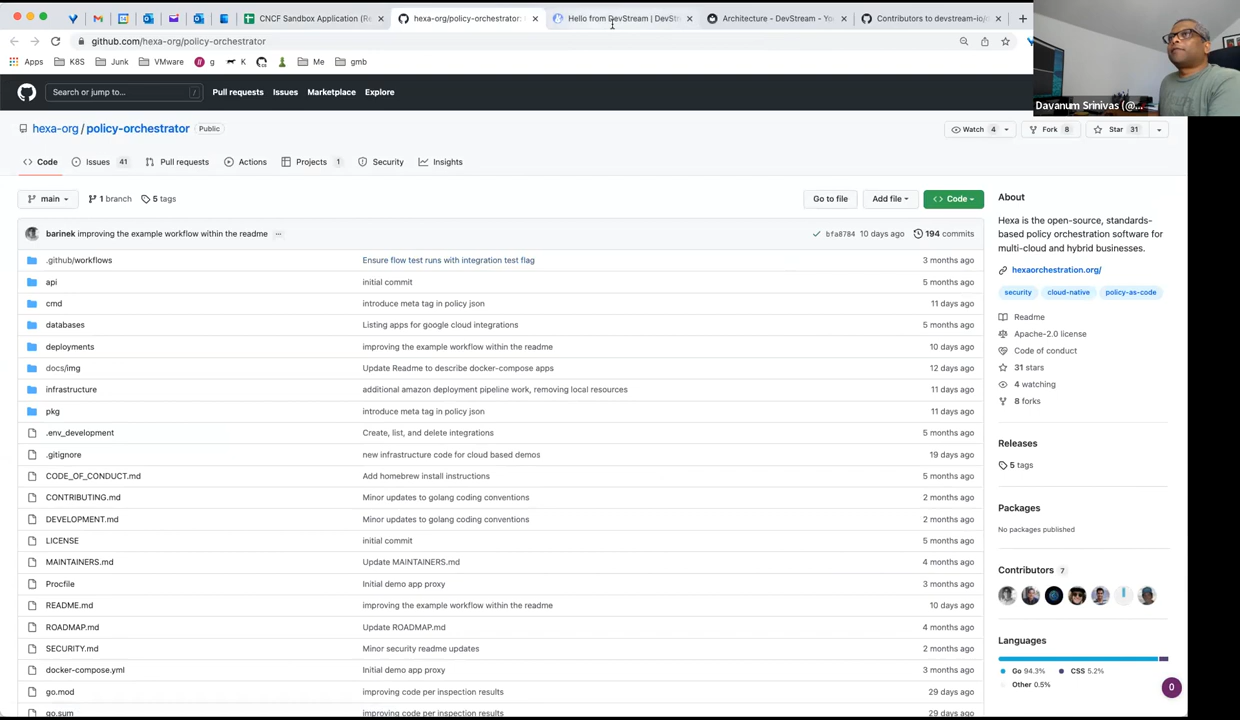 CNCF Sandbox Application (Re
hexa-org/policy-orchestrator:
Hello from DevStream | DevStr
Architecture - DevStream - Yo
Contributors to devstream-io/
github.com/hexa-org/policy-orchestrator
Apps K8S Junk VMware g K Me gmb
Davanum Srinivas (@...
Search or jump to... /
Pull requests Issues Marketplace Explore
hexa-org / policy-orchestrator Public
Watch 4 Fork 8 Star 31
Code Issues 41 Pull requests Actions Projects 1 Security Insights
main 1 branch 5 tags Go to file Add file Code
barinek improving the example workflow within the readme ... bfa8784 10 days ago 194 commits
.github/workflows Ensure flow test runs with integration test flag 3 months ago
api initial commit 5 months ago
cmd introduce meta tag in policy json 11 days ago
databases Listing apps for google cloud integrations 5 months ago
deployments improving the example workflow within the readme 10 days ago
docs/img Update Readme to describe docker-compose apps 12 days ago
infrastructure additional amazon deployment pipeline work, removing local resources 11 days ago
pkg introduce meta tag in policy json 11 days ago
.env_development Create, list, and delete integrations 5 months ago
.gitignore new infrastructure code for cloud based demos 19 days ago
CODE_OF_CONDUCT.md Add homebrew install instructions 5 months ago
CONTRIBUTING.md Minor updates to golang coding conventions 2 months ago
DEVELOPMENT.md Minor updates to golang coding conventions 2 months ago
LICENSE initial commit 5 months ago
MAINTAINERS.md Update MAINTAINERS.md 4 months ago
Procfile Initial demo app proxy 3 months ago
README.md improving the example workflow within the readme 10 days ago
ROADMAP.md Update ROADMAP.md 4 months ago
SECURITY.md Minor security readme updates 2 months ago
docker-compose.yml Initial demo app proxy 3 months ago
go.mod improving code per inspection results 29 days ago
go.sum improving code per inspection results 29 days ago
About
Hexa is the open-source, standards-
based policy orchestration software for
multi-cloud and hybrid businesses.
hexaorchestration.org/
security cloud-native policy-as-code
Readme
Apache-2.0 license
Code of conduct
31 stars
4 watching
8 forks
Releases
5 tags
Packages
No packages published
Contributors 7
Languages
Go 94.3% CSS 5.2%
Other 0.5%
0